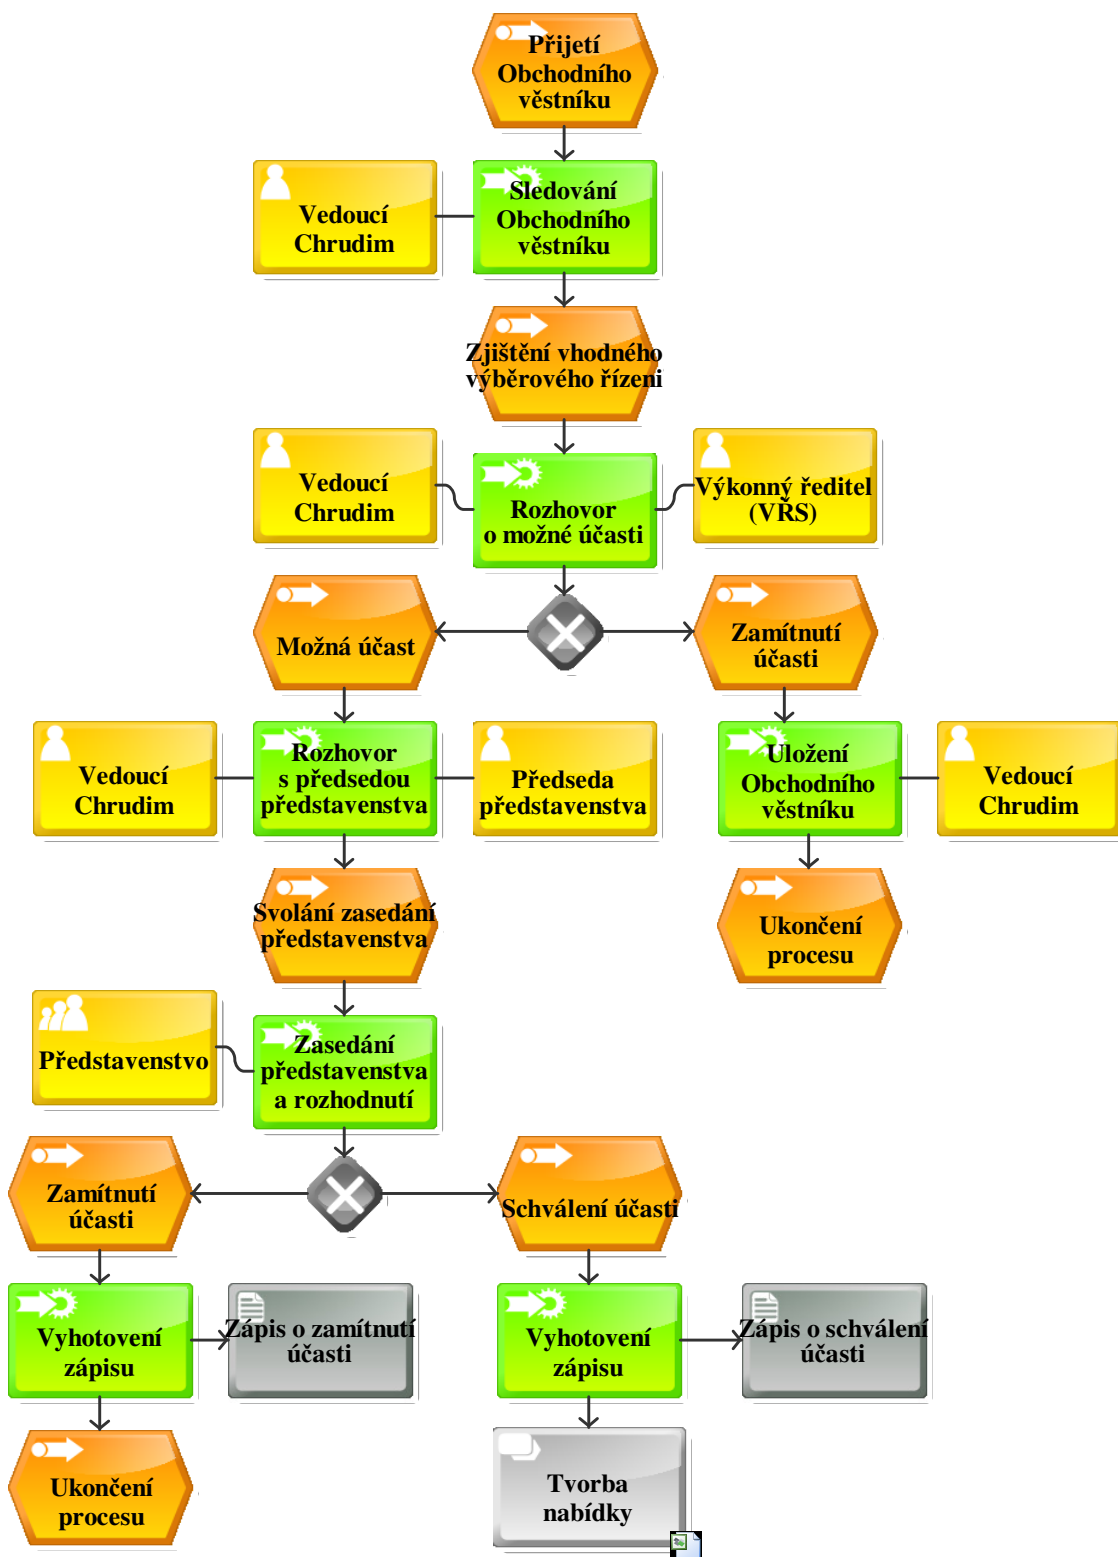 Přijetí
Obchodního
věstníku
Vedoucí
Chrudim
Sledování
Obchodního
věstníku
Zjištění vhodného
výběrového řízeni
Vedoucí
Chrudim
Rozhovor
o možné účasti
Výkonný ředitel
(VŘS)
Možná účast
Zamítnutí
účasti
Vedoucí
Chrudim
Rozhovor
s předsedou
představenstva
Předseda
představenstva
Uložení
Obchodního
věstníku
Vedoucí
Chrudim
Svolání zasedání
představenstva
Ukončení
procesu
Představenstvo
Zasedání
představenstva
a rozhodnutí
Zamítnutí
účasti
Schválení účasti
Vyhotovení
zápisu
Zápis o zamítnutí
účasti
Vyhotovení
zápisu
Zápis o schválení
účasti
Ukončení
procesu
Tvorba
nabídky